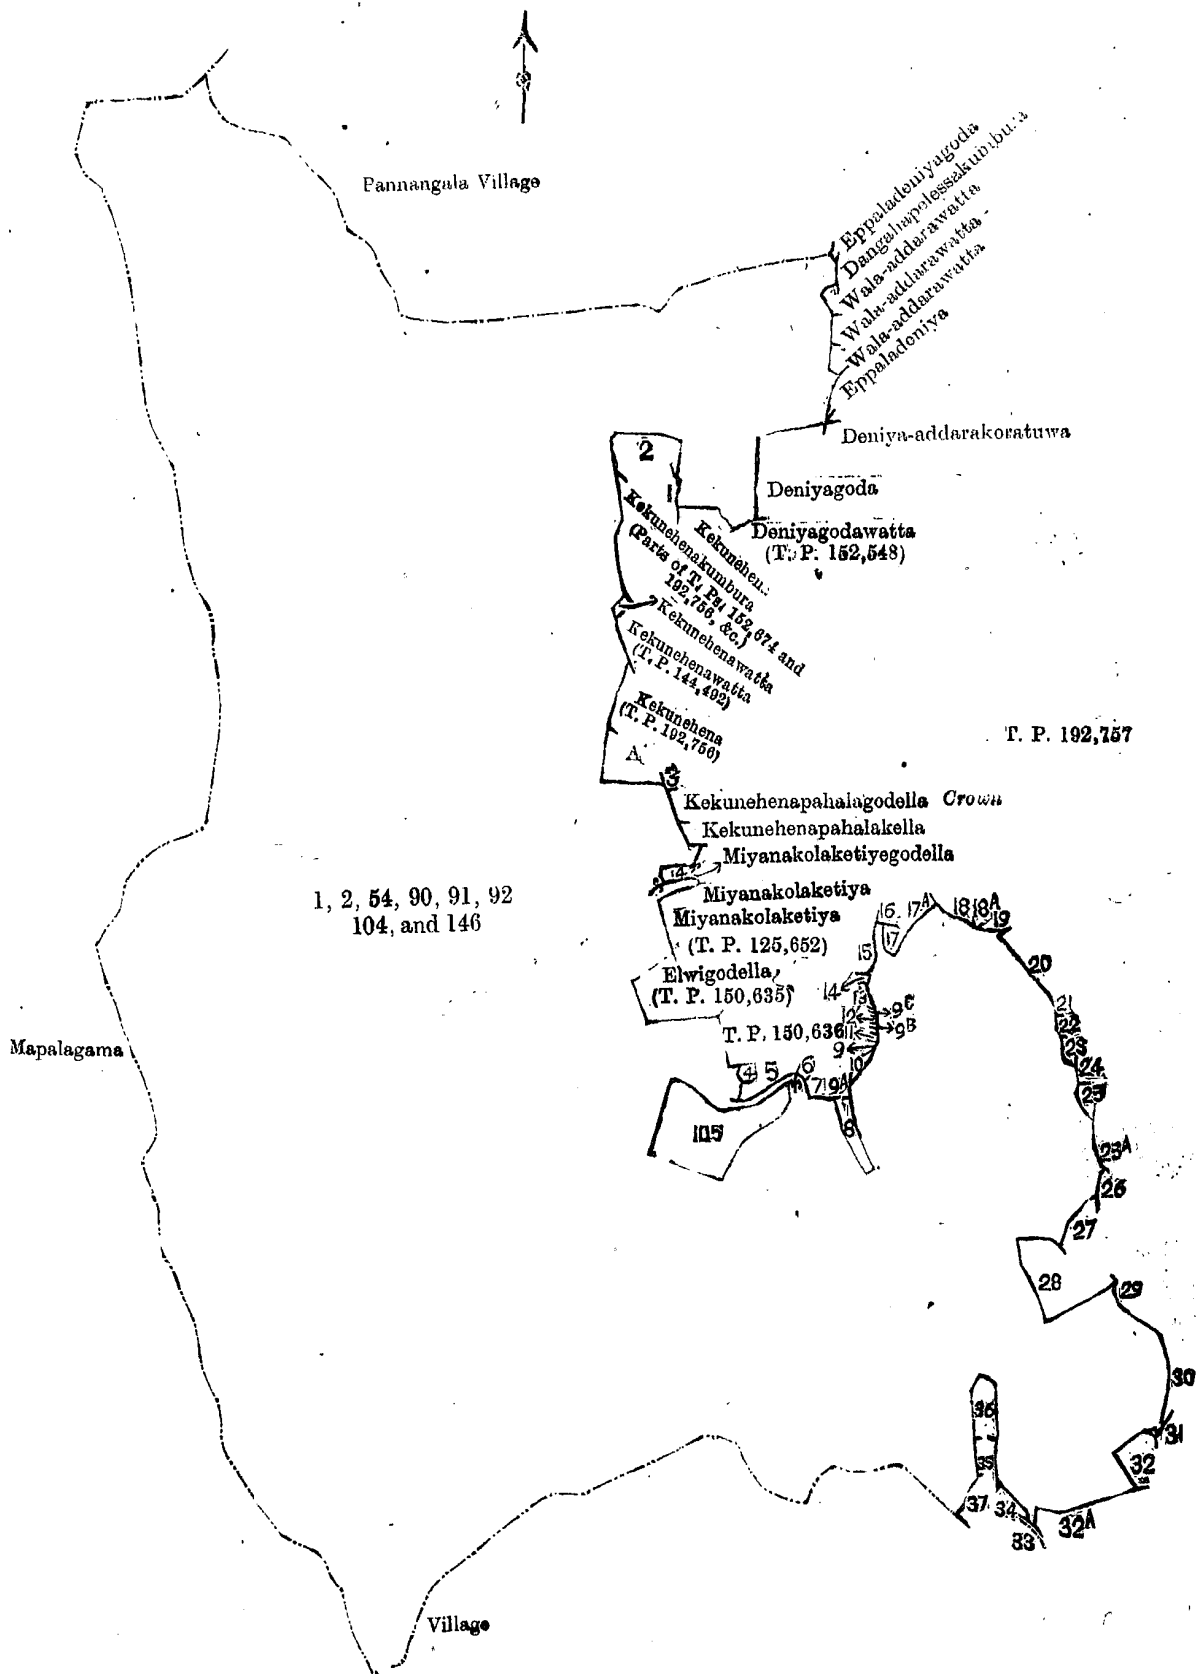 Pannangala Village
Eppaladeniyagoda
Dangahapelessakumbura
Wala-addarawatta
Wala-addarawatta
Wala-addarawatta
Eppaladeniya
Deniya-addarakoratuwa
2
1
Deniyagoda
Deniyagodawatta
(T. P. 152,548)
Kekunehena
Kekunehenakumbura
(Parts of T. Ps. 152,674 and
192,756, &c.)
Kekunehenawatta
Kekunehenawatta
(T. P. 144,492)
Kekunehena
(T. P. 192,756)
A
T. P. 192,757
3
Kekunehenapahalagodella Crown
Kekunehenapahalakella
Miyanakolaketiyegodella
4
Miyanakolaketiya
1, 2, 54, 90, 91, 92
104, and 146
Miyanakolaketiya
(T. P. 125,652)
Elwigodella
(T. P. 150,635)
T. P. 150,636
Mapalagama
4
5
6
7
9A
8
105
10
9
9B
9C
11
12
13
14
15
16
17
17A
18
18A
19
20
21
22
23
24
25
25A
26
27
28
29
30
31
32
32A
33
34
35
36
37
Village